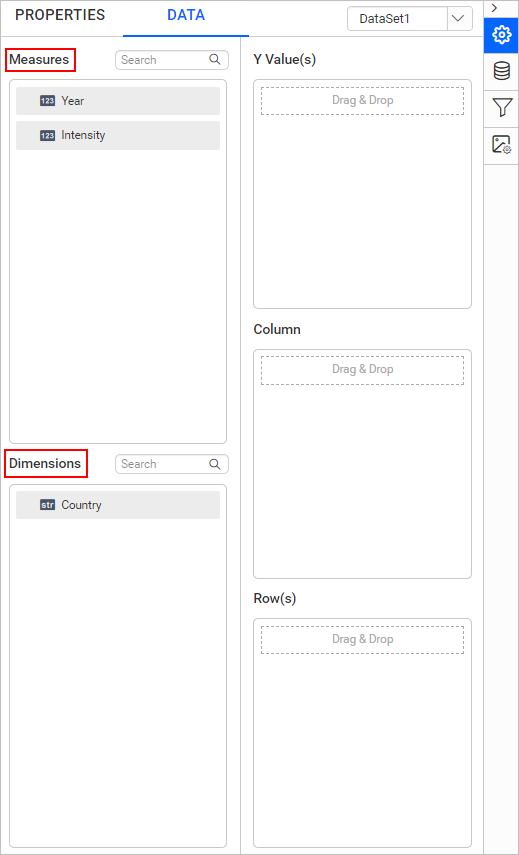 PROPERTIES
DATA
DataSet1
Measures
Search
123 Year
123 Intensity
Dimensions
Search
str Country
Y Value(s)
Drag & Drop
Column
Drag & Drop
Row(s)
Drag & Drop